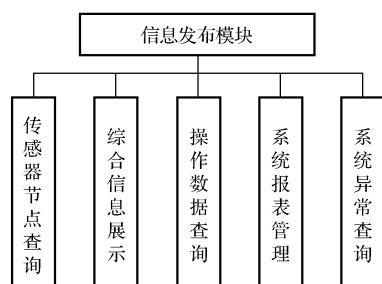 信息发布模块
传感器节点查询
综合信息展示
操作数据查询
系统报表管理
系统异常查询